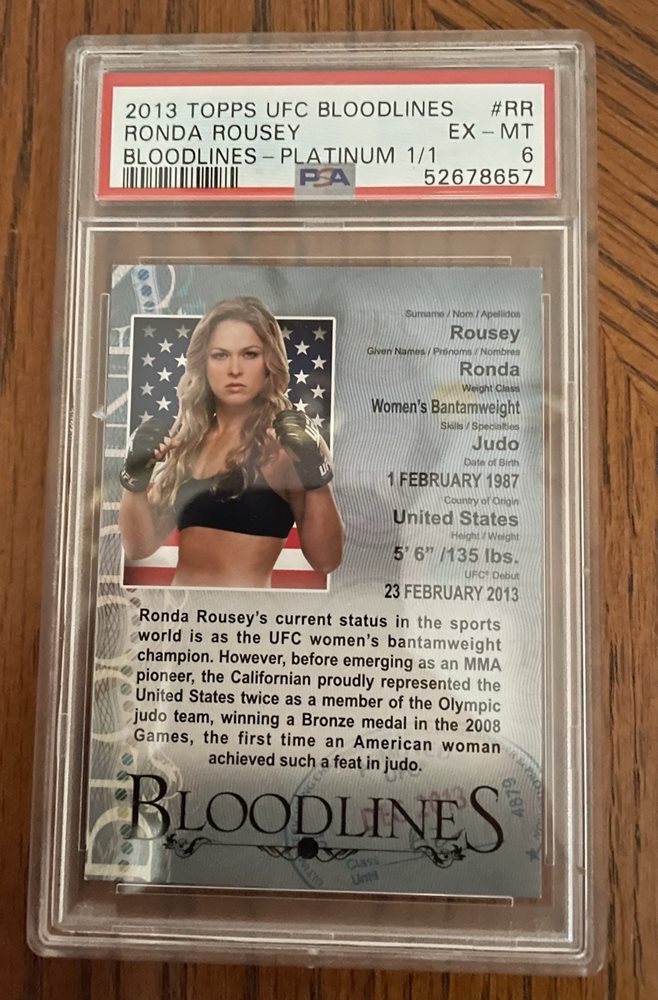 2013 TOPPS UFC BLOODLINES #RR
RONDA ROUSEY EX - MT
BLOODLINES - PLATINUM 1/1 6
PSA 52678657
Surname / Nom / Apellidos
Rousey
Given Names / Prénoms / Nombres
Ronda
Weight Class
Women's Bantamweight
Skills / Specialties
Judo
Date of Birth
1 FEBRUARY 1987
Country of Origin
United States
Height / Weight
5' 6" /135 lbs.
UFC® Debut
23 FEBRUARY 2013
Ronda Rousey's current status in the sports
world is as the UFC women's bantamweight
champion. However, before emerging as an MMA
pioneer, the Californian proudly represented the
United States twice as a member of the Olympic
judo team, winning a Bronze medal in the 2008
Games, the first time an American woman
achieved such a feat in judo.
BLOODLINES
4879
Class
Until